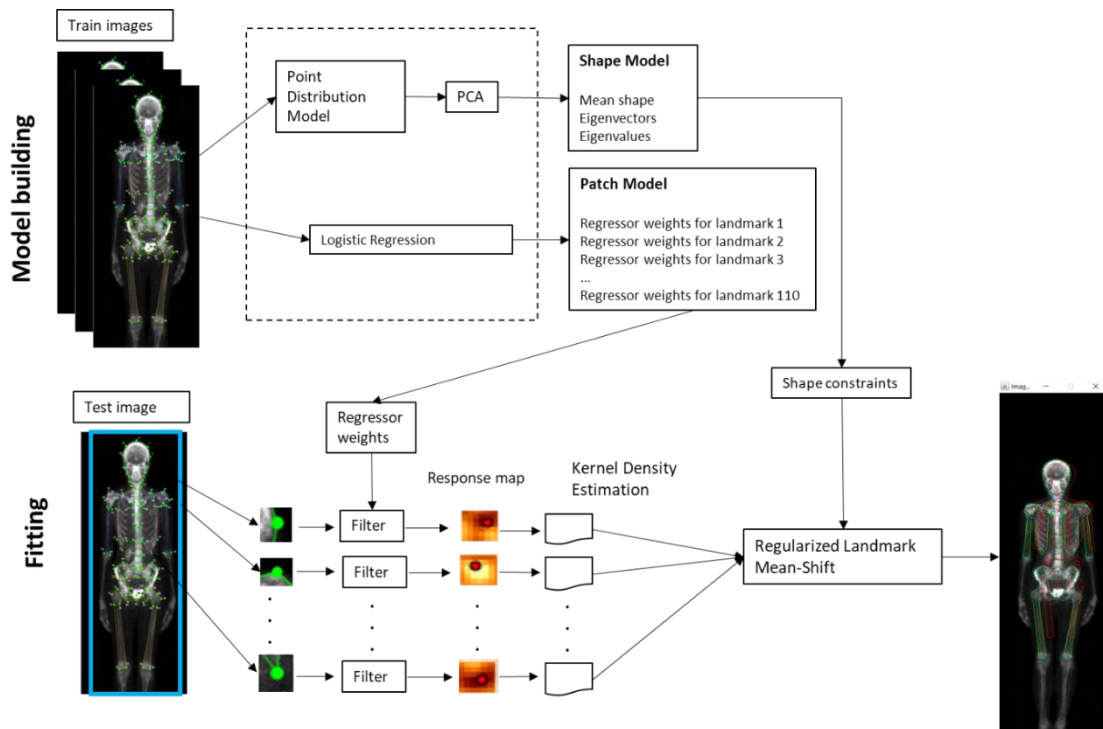 Train images
Model building
Point
Distribution
Model
PCA
Shape Model
Mean shape
Eigenvectors
Eigenvalues
Logistic Regression
Patch Model
Regressor weights for landmark 1
Regressor weights for landmark 2
Regressor weights for landmark 3
...
Regressor weights for landmark 110
Shape constraints
Fitting
Test image
Regressor
weights
Response map
Kernel Density
Estimation
Filter
Filter
Filter
Regularized Landmark
Mean-Shift
Imag...